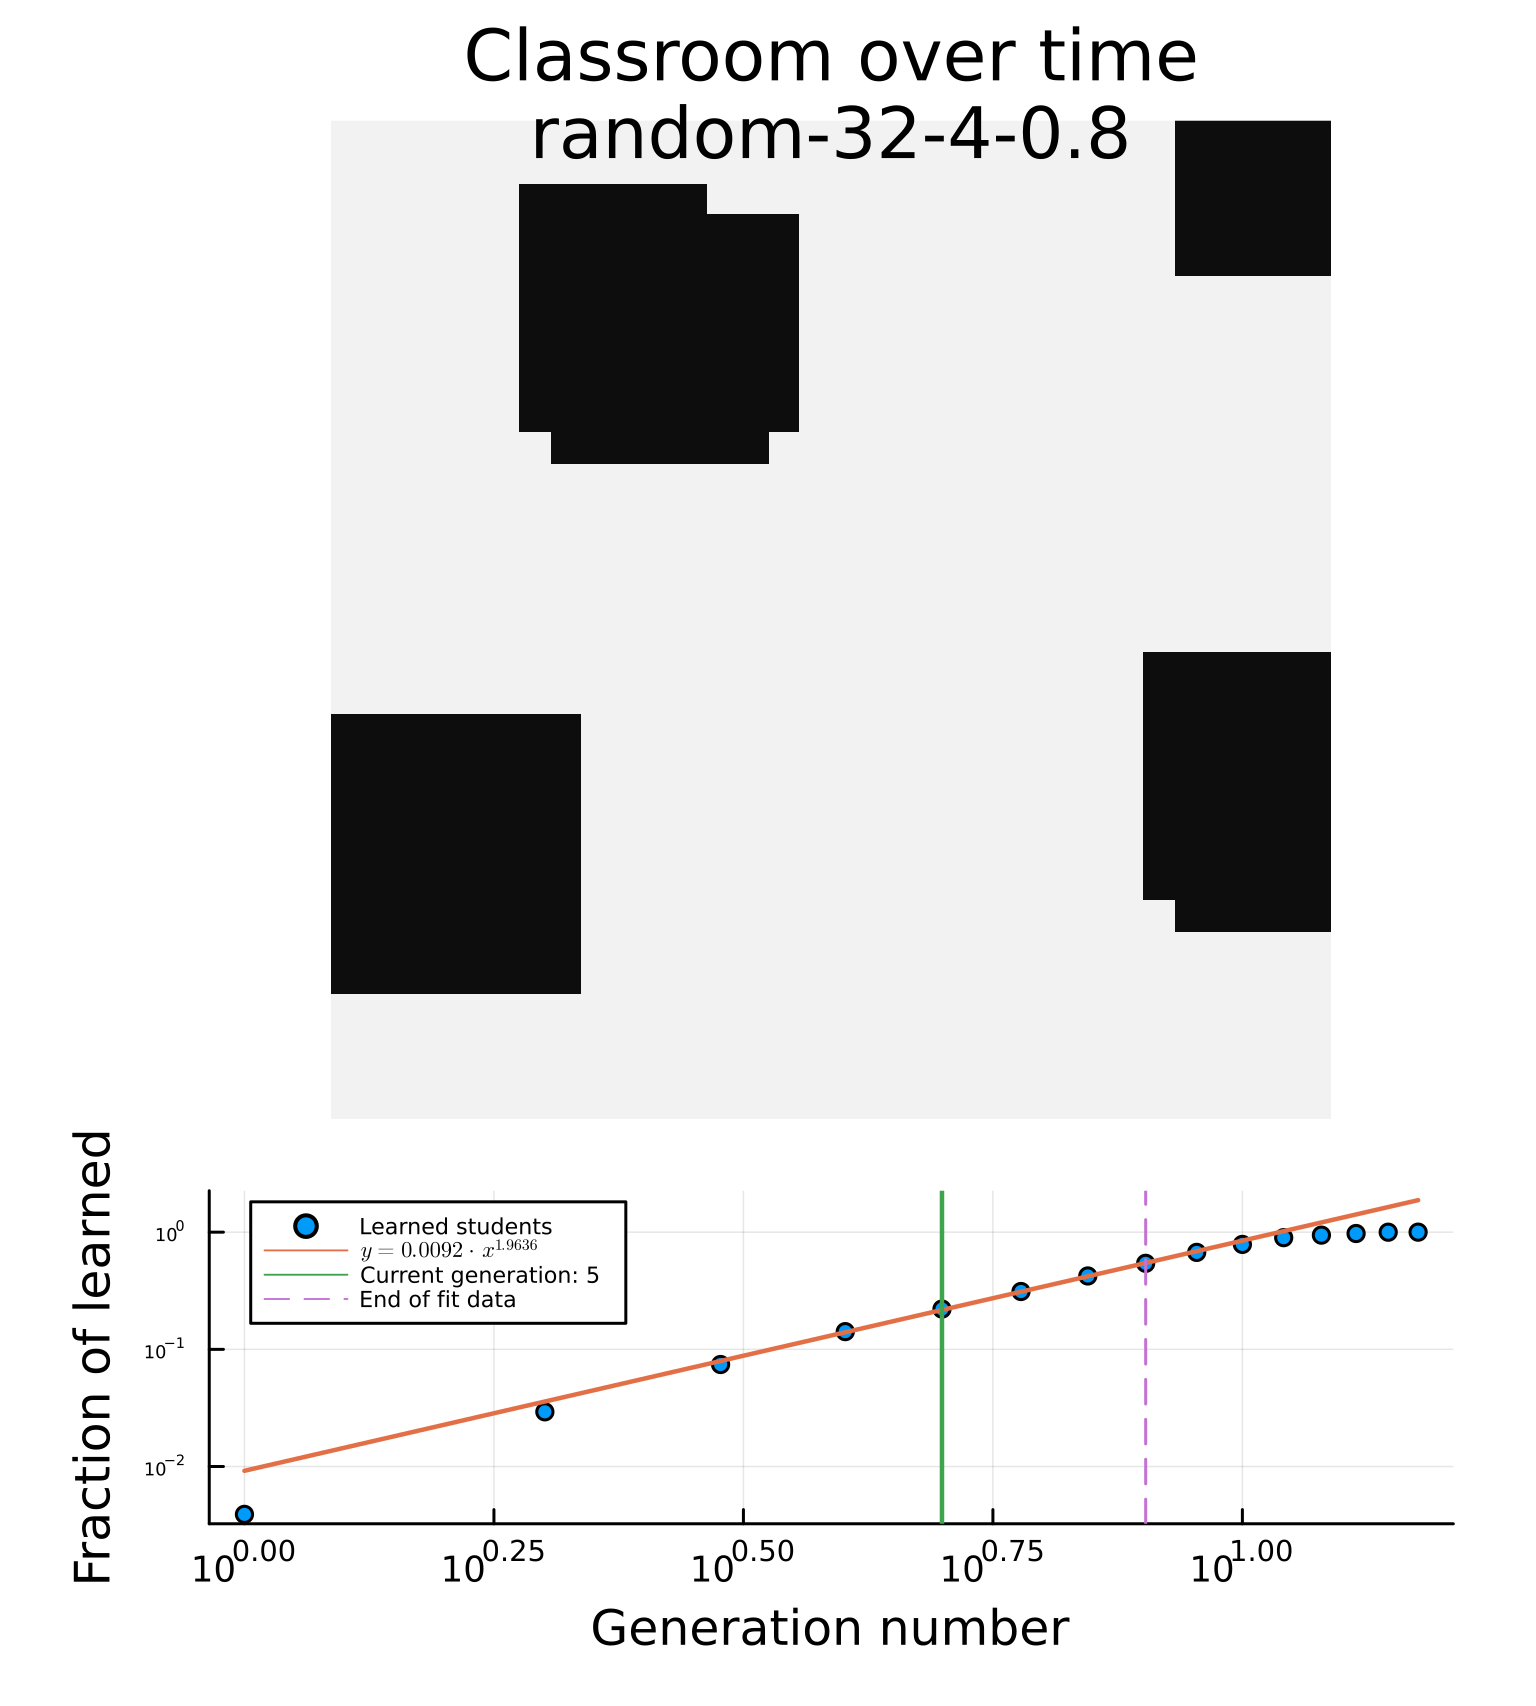 Classroom over time
random-32-4-0.8
Fraction of learned
10⁰
10⁻¹
10⁻²
Learned students
y = 0.0092 · x^1.9636
Current generation: 5
End of fit data
10^0.00 10^0.25 10^0.50 10^0.75 10^1.00
Generation number